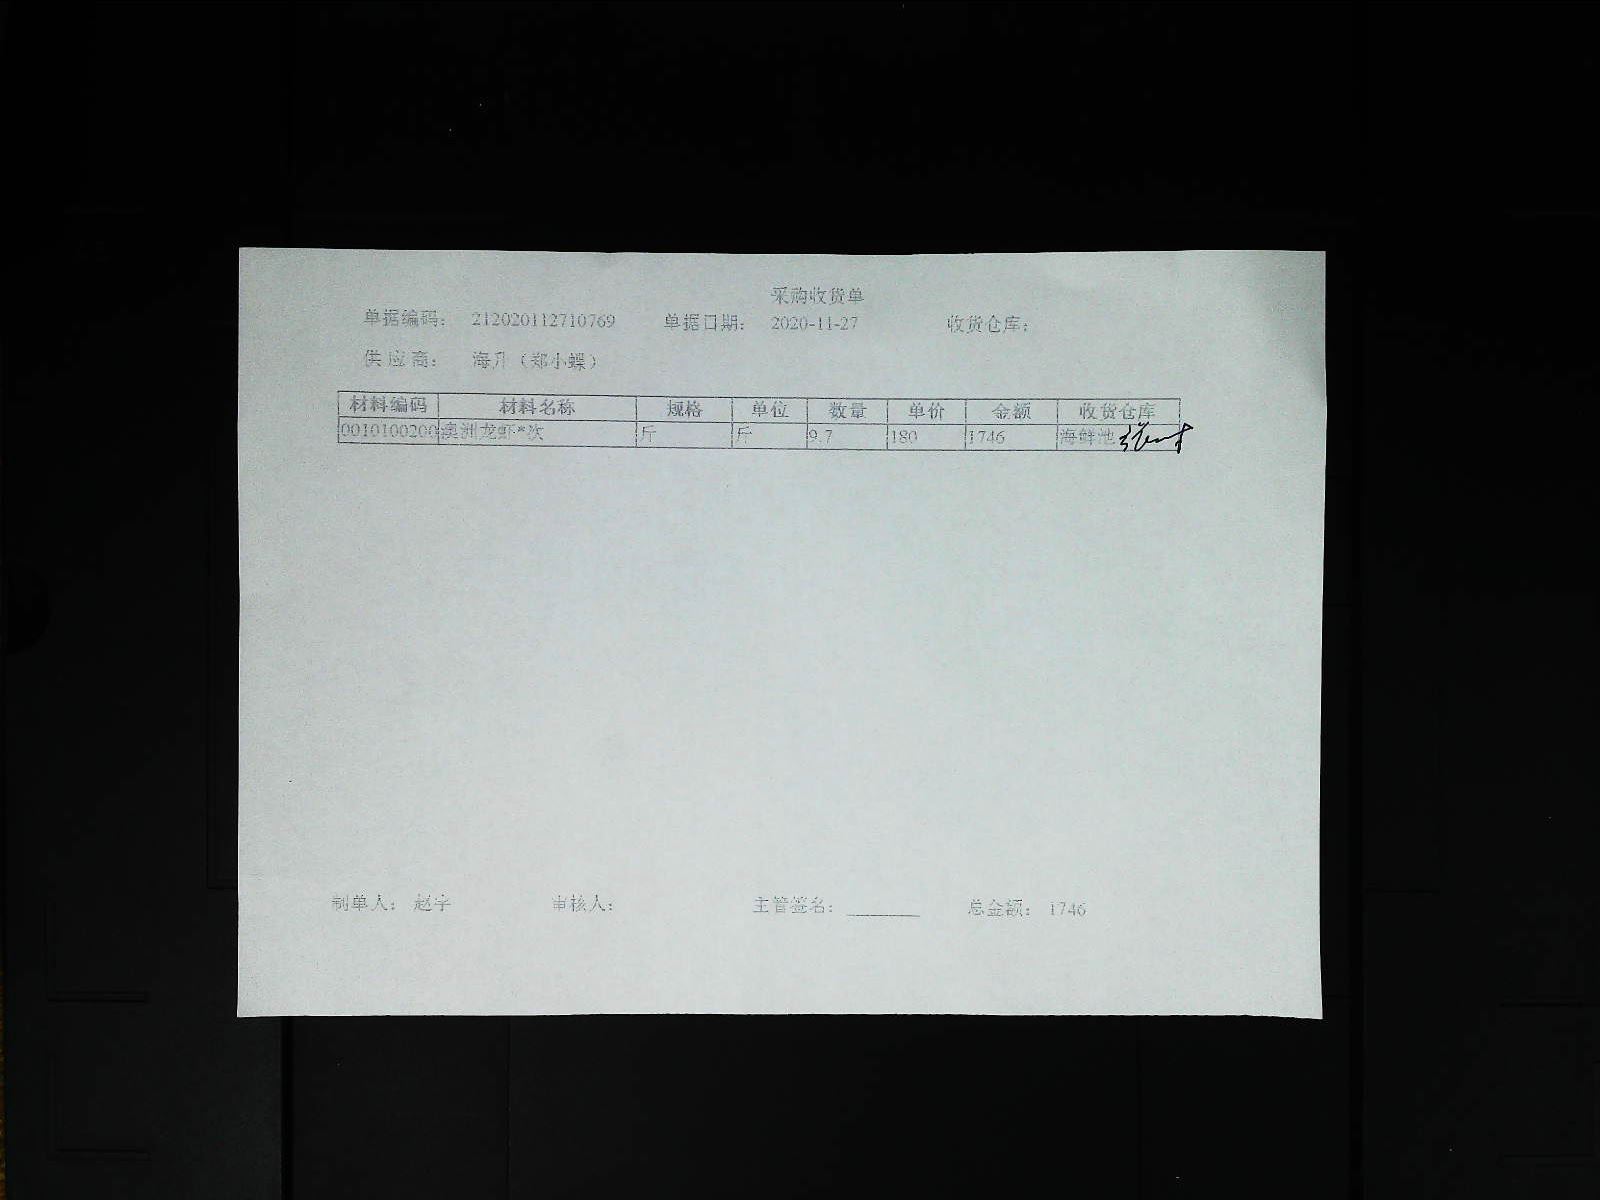 采购收货单
单据编码： 212020112710769 单据日期： 2020-11-27 收货仓库：
供应商： 海升（郑小蝶）
材料编码 材料名称 规格 单位 数量 单价 金额 收货仓库
0010100200 澳洲龙虾*次 斤 斤 9.7 180 1746 海鲜池
制单人： 赵宇 审核人： 主管签名： 总金额： 1746